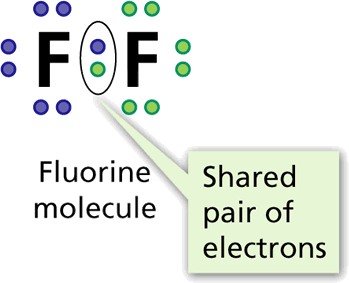 F F
Fluorine
molecule
Shared
pair of
electrons